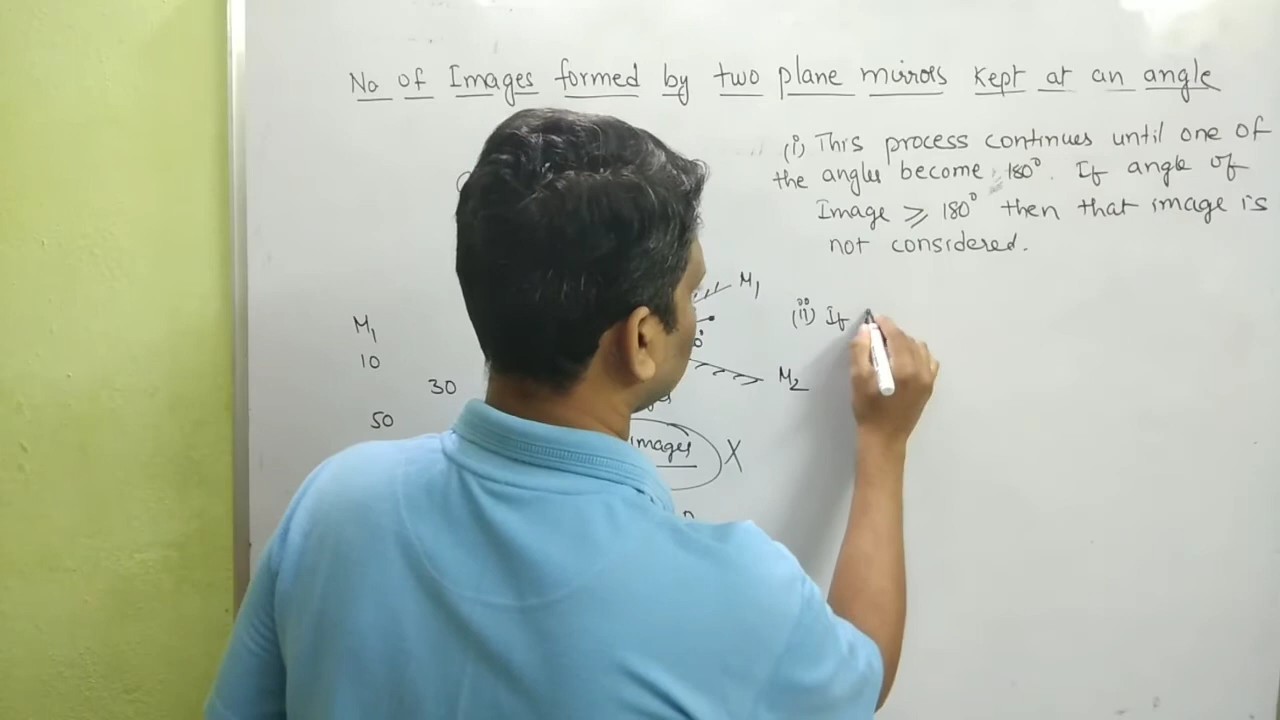 No of Images formed by two plane mirrors kept at an angle
(i) This process continues until one of
the angles become 180°. If angle of
Image ≥ 180° then that image is
not considered.
M₁
M₁
(ii) If
10
M₂
30
50
images X